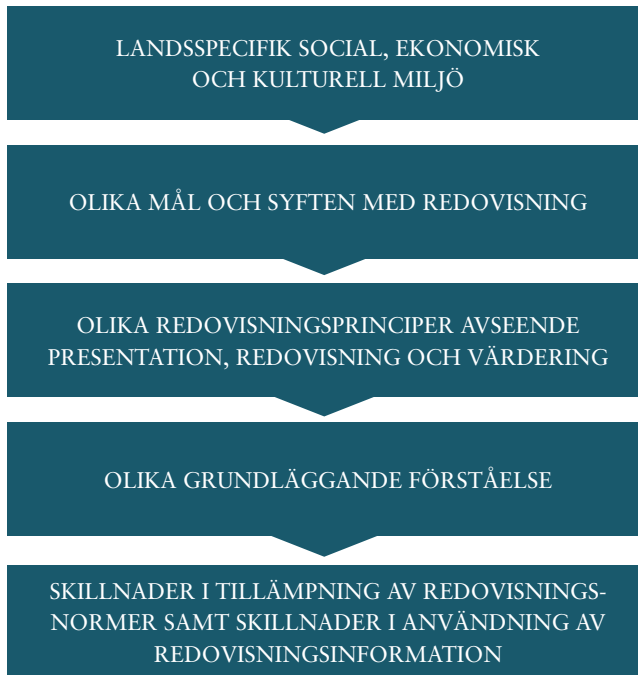 LANDSSPECIFIK SOCIAL, EKONOMISK
OCH KULTURELL MILJÖ
OLIKA MÅL OCH SYFTEN MED REDOVISNING
OLIKA REDOVISNINGSPRINCIPER AVSEENDE
PRESENTATION, REDOVISNING OCH VÄRDERING
OLIKA GRUNDLÄGGANDE FÖRSTÅELSE
SKILLNADER I TILLÄMPNING AV REDOVISNINGS-
NORMER SAMT SKILLNADER I ANVÄNDNING AV
REDOVISNINGSINFORMATION